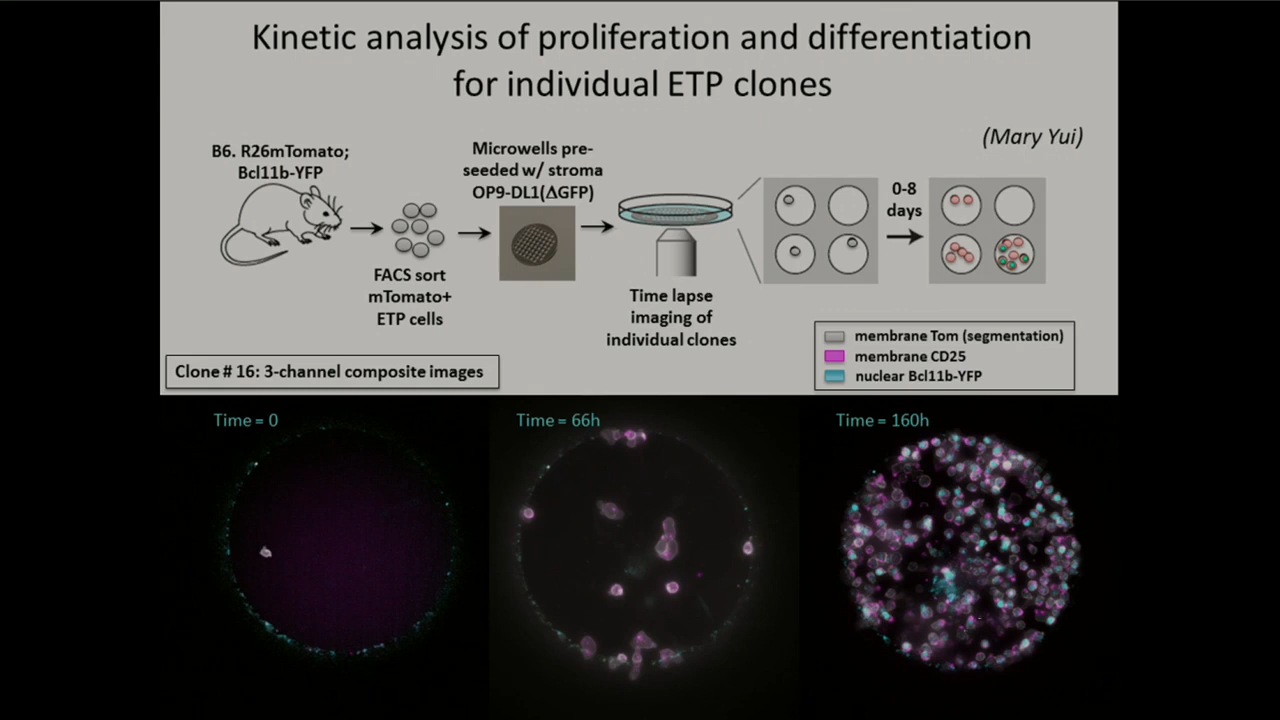 Kinetic analysis of proliferation and differentiation
for individual ETP clones
(Mary Yui)
B6. R26mTomato;
Bcl11b-YFP
FACS sort
mTomato+
ETP cells
Microwells pre-
seeded w/ stroma
OP9-DL1(ΔGFP)
Time lapse
imaging of
individual clones
0-8
days
membrane Tom (segmentation)
membrane CD25
nuclear Bcl11b-YFP
Clone # 16: 3-channel composite images
Time = 0
Time = 66h
Time = 160h